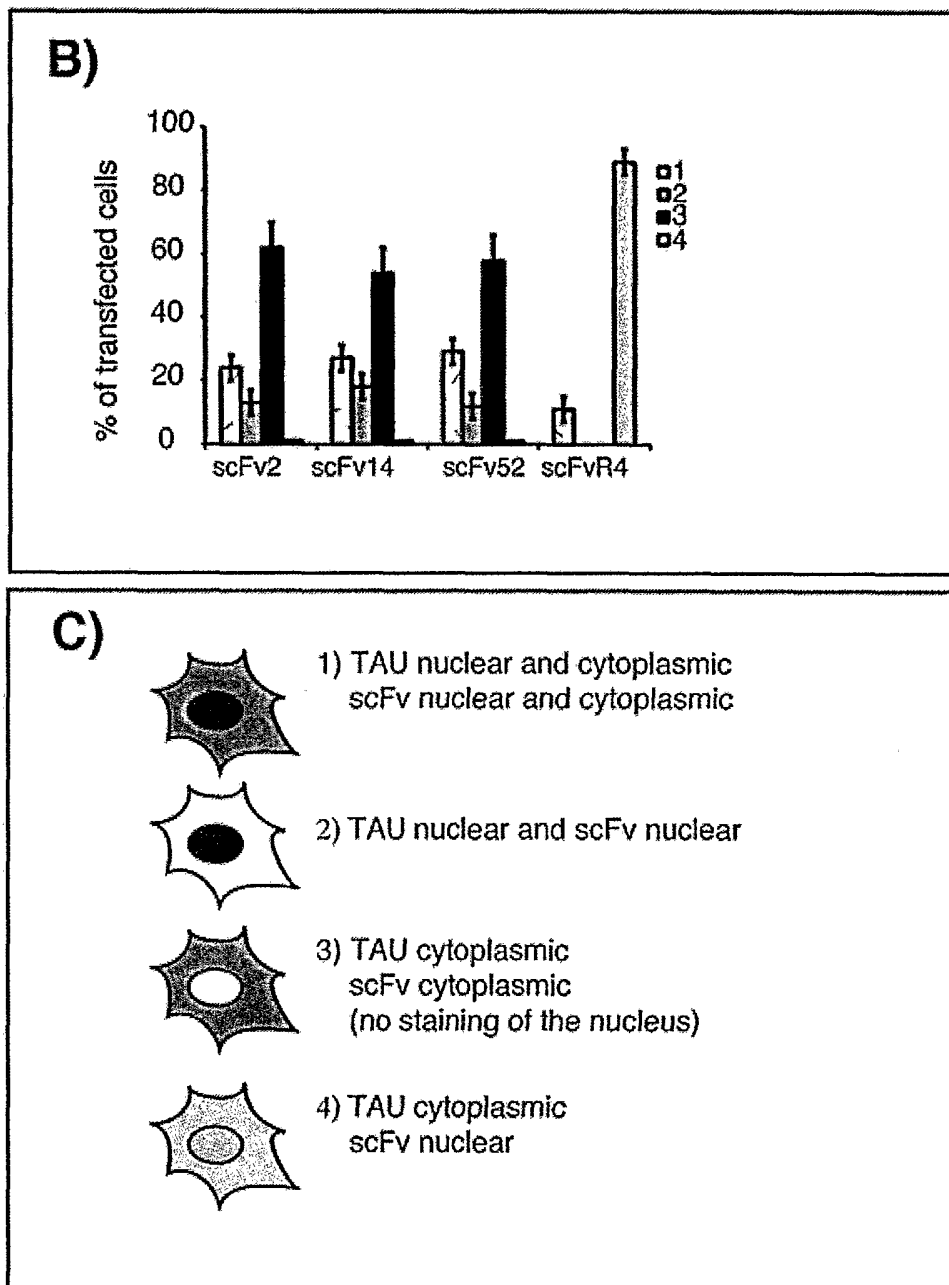 B)
% of transfected cells
100
80
60
40
20
0
scFv2 scFv14 scFv52 scFvR4
1
2
3
4
C)
1) TAU nuclear and cytoplasmic
scFv nuclear and cytoplasmic
2) TAU nuclear and scFv nuclear
3) TAU cytoplasmic
scFv cytoplasmic
(no staining of the nucleus)
4) TAU cytoplasmic
scFv nuclear